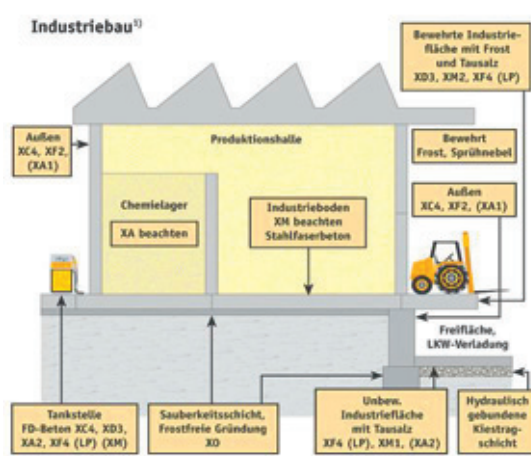 Industriebau³⁾
Bewehrte Industrie-
fläche mit Frost
und Tausalz
XD3, XM2, XF4 (LP)
Außen
XC4, XF2,
(XA1)
Produktionshalle
Bewehrt
Frost, Sprühnebel
Chemielager
XA beachten
Industrieboden
XM beachten
Stahlfaserbeton
Außen
XC4, XF2, (XA1)
Freifläche,
LKW-Verladung
Tankstelle
FD-Beton XC4, XD3,
XA2, XF4 (LP) (XM)
Sauberkeitsschicht,
Frostfreie Gründung
X0
Unbew.
Industriefläche
mit Tausalz
XF4 (LP), XM1, (XA2)
Hydraulisch
gebundene
Kiestrag-
schicht